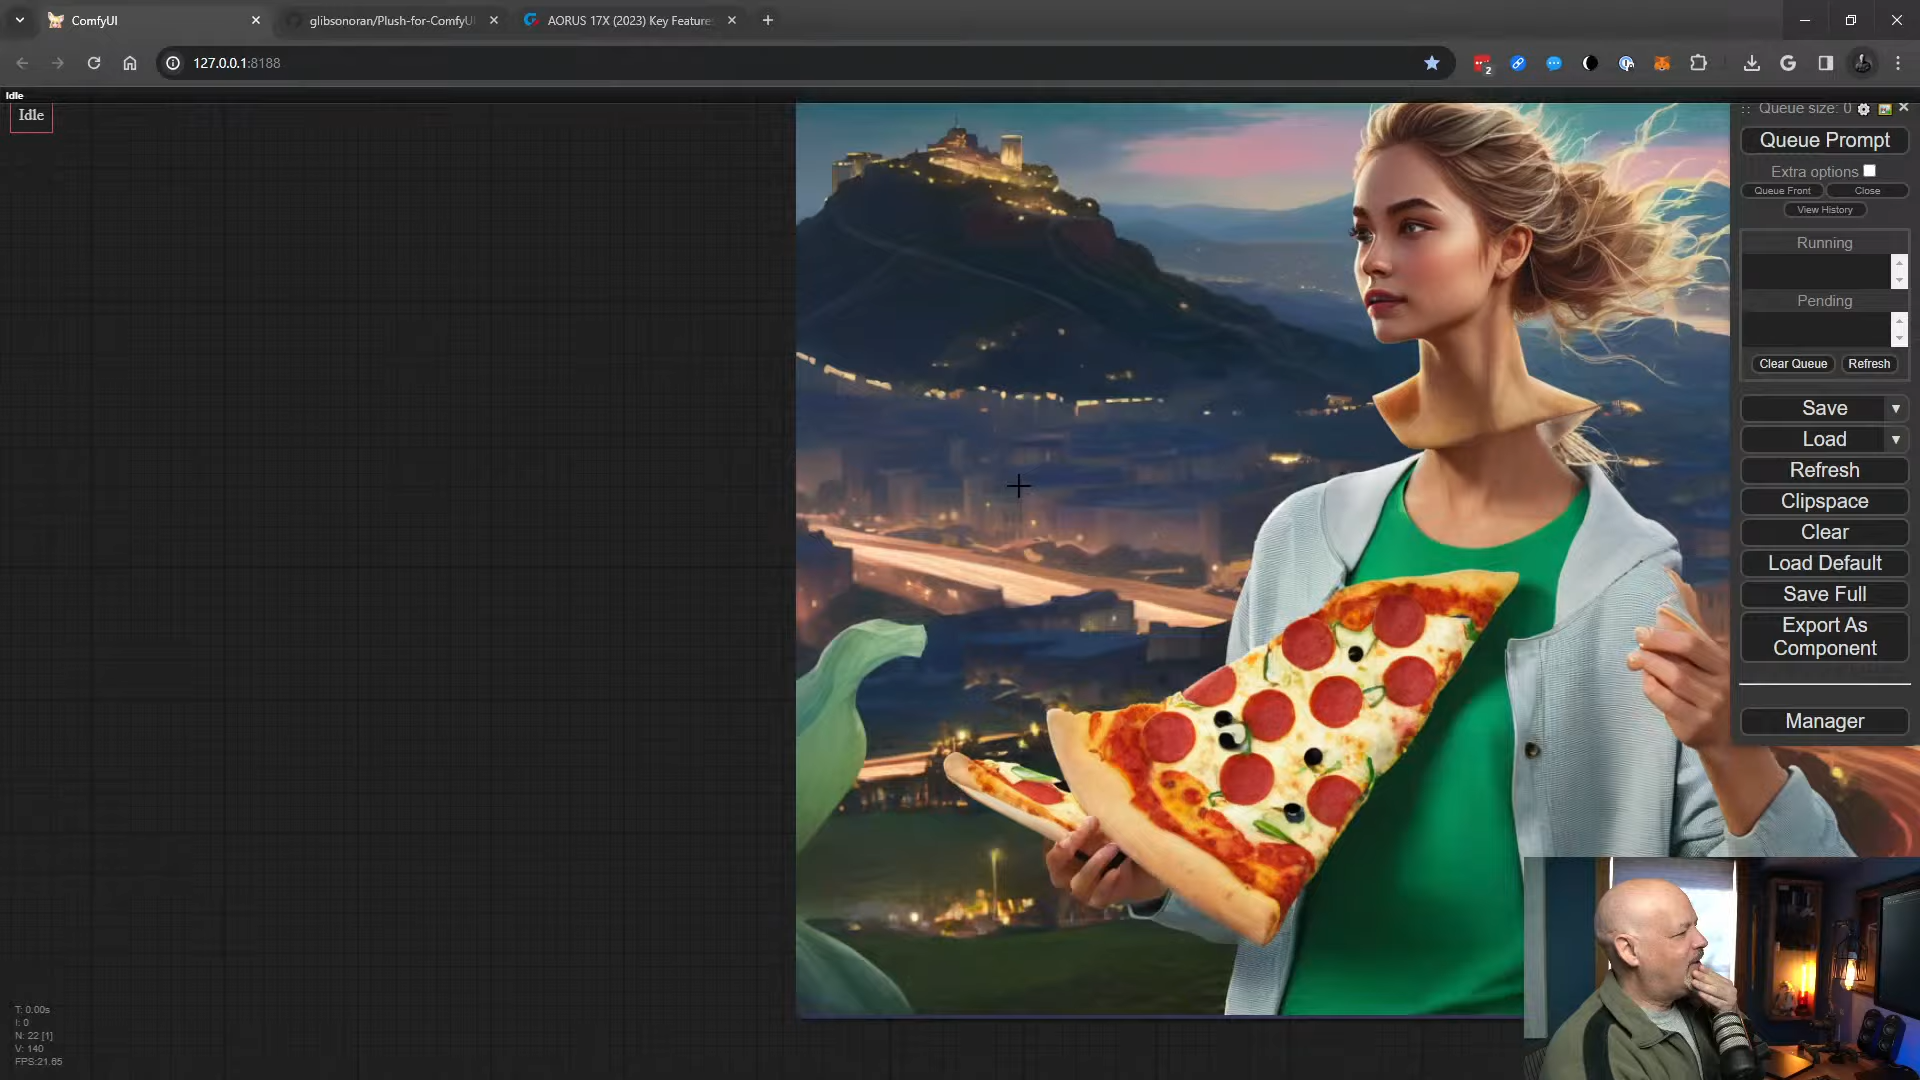 ComfyUI
glibsonoran/Plush-for-ComfyUI
AORUS 17X (2023) Key Feature
127.0.0.1:8188
2
Idle
Idle
Queue size: 0
Queue Prompt
Extra options
Queue Front
Close
View History
Running
Pending
Clear Queue
Refresh
Save
Load
Refresh
Clipspace
Clear
Load Default
Save Full
Export As
Component
Manager
T: 0.00s
I: 0
N: 22 [1]
V: 140
FPS:21.65